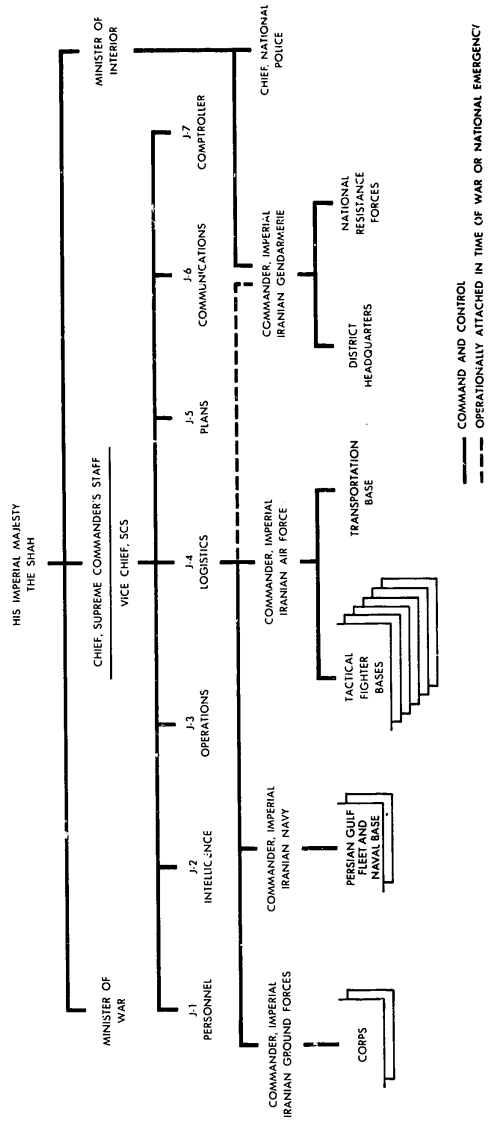 HIS IMPERIAL MAJESTY
THE SHAH
MINISTER OF
WAR
CHIEF, SUPREME COMMANDER'S STAFF
VICE CHIEF, SCS
MINISTER OF
INTERIOR
J-1
PERSONNEL
J-2
INTELLIGENCE
J-3
OPERATIONS
J-4
LOGISTICS
J-5
PLANS
J-6
COMMUNICATIONS
J-7
COMPTROLLER
COMMANDER, IMPERIAL
IRANIAN GROUND FORCES
COMMANDER, IMPERIAL
IRANIAN NAVY
COMMANDER, IMPERIAL
IRANIAN AIR FORCE
COMMANDER, IMPERIAL
IRANIAN GENDARMERIE
CHIEF, NATIONAL
POLICE
CORPS
PERSIAN GULF
FLEET AND
NAVAL BASE
TACTICAL
FIGHTER
BASES
TRANSPORTATION
BASE
DISTRICT
HEADQUARTERS
NATIONAL
RESISTANCE
FORCES
COMMAND AND CONTROL
OPERATIONALLY ATTACHED IN TIME OF WAR OR NATIONAL EMERGENCY